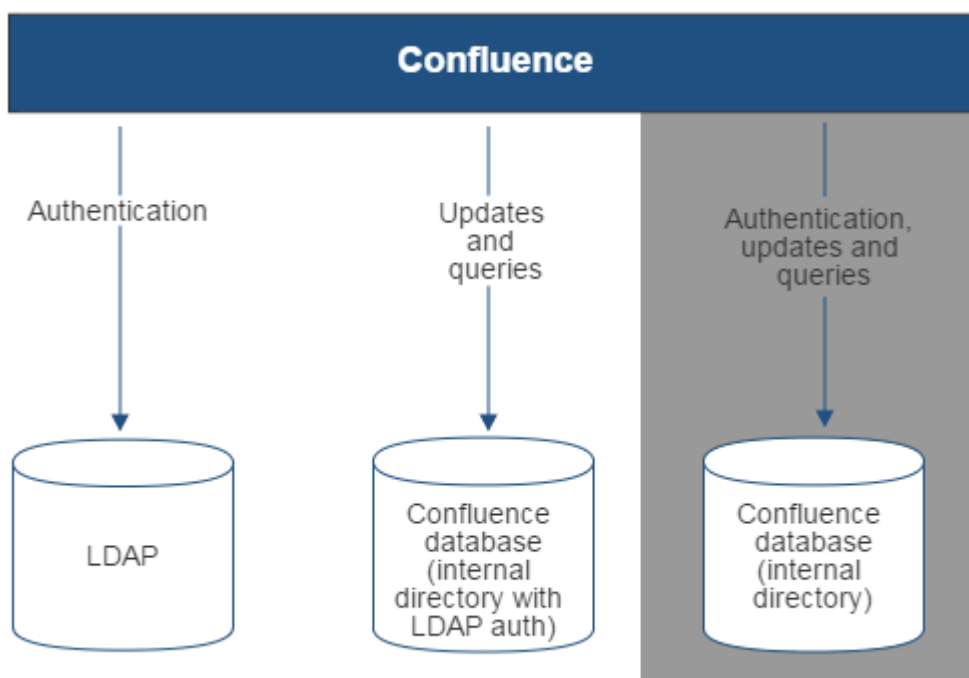 Confluence
Authentication
Updates
and
queries
Authentication,
updates and
queries
LDAP
Confluence
database
(internal
directory with
LDAP auth)
Confluence
database
(internal
directory)